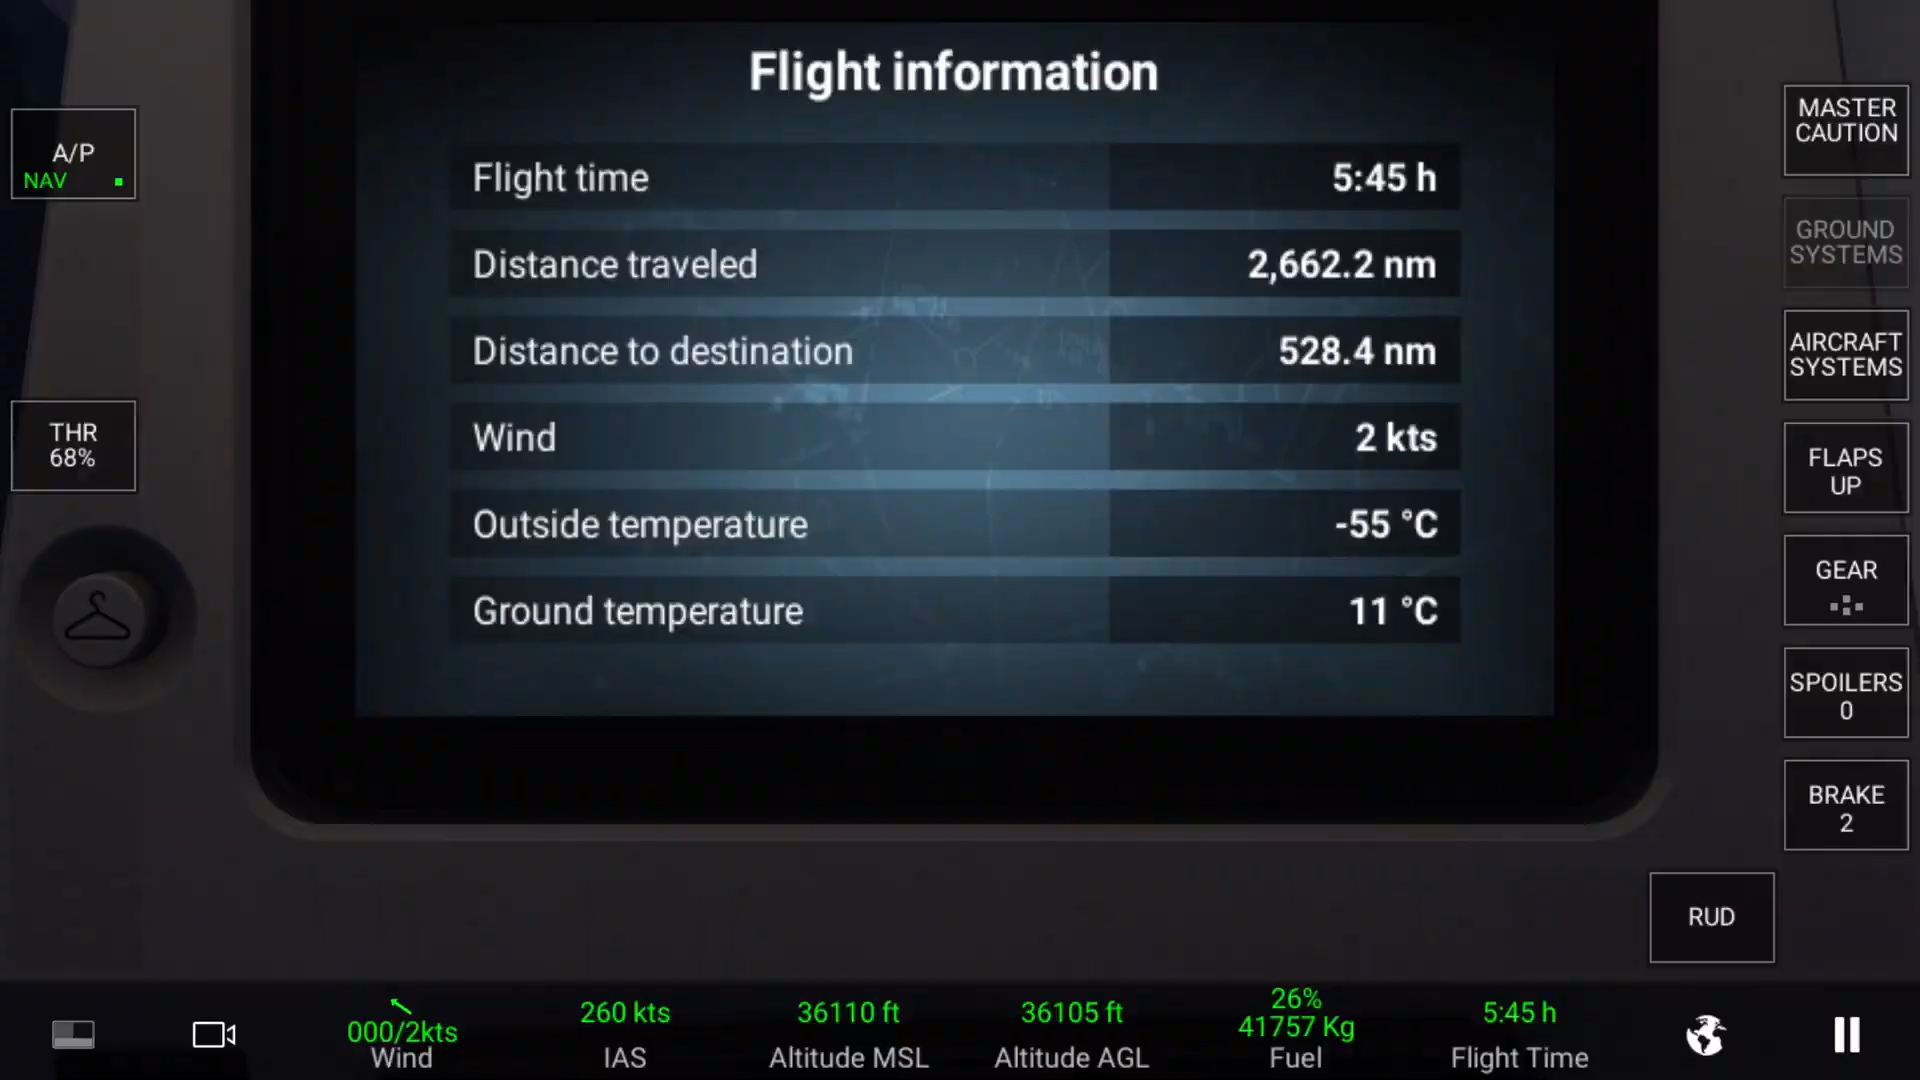 Flight information
Flight time 5:45 h
Distance traveled 2,662.2 nm
Distance to destination 528.4 nm
Wind 2 kts
Outside temperature -55 °C
Ground temperature 11 °C
A/P
NAV
THR
68%
MASTER
CAUTION
GROUND
SYSTEMS
AIRCRAFT
SYSTEMS
FLAPS
UP
GEAR
SPOILERS
0
BRAKE
2
RUD
000/2kts
Wind
260 kts
IAS
36110 ft
Altitude MSL
36105 ft
Altitude AGL
26%
41757 Kg
Fuel
5:45 h
Flight Time